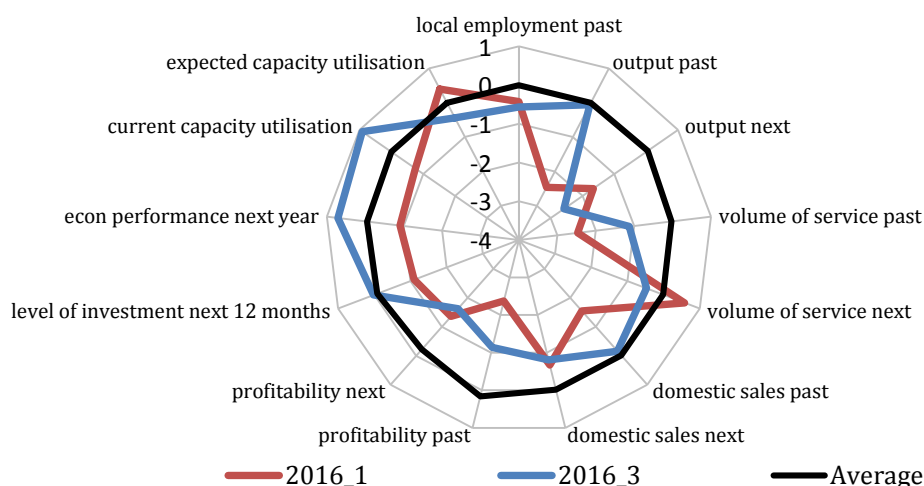 local employment past
expected capacity utilisation
output past
current capacity utilisation
output next
econ performance next year
volume of service past
level of investment next 12 months
volume of service next
profitability next
domestic sales past
profitability past
domestic sales next
1
0
-1
-2
-3
-4
2016_1
2016_3
Average